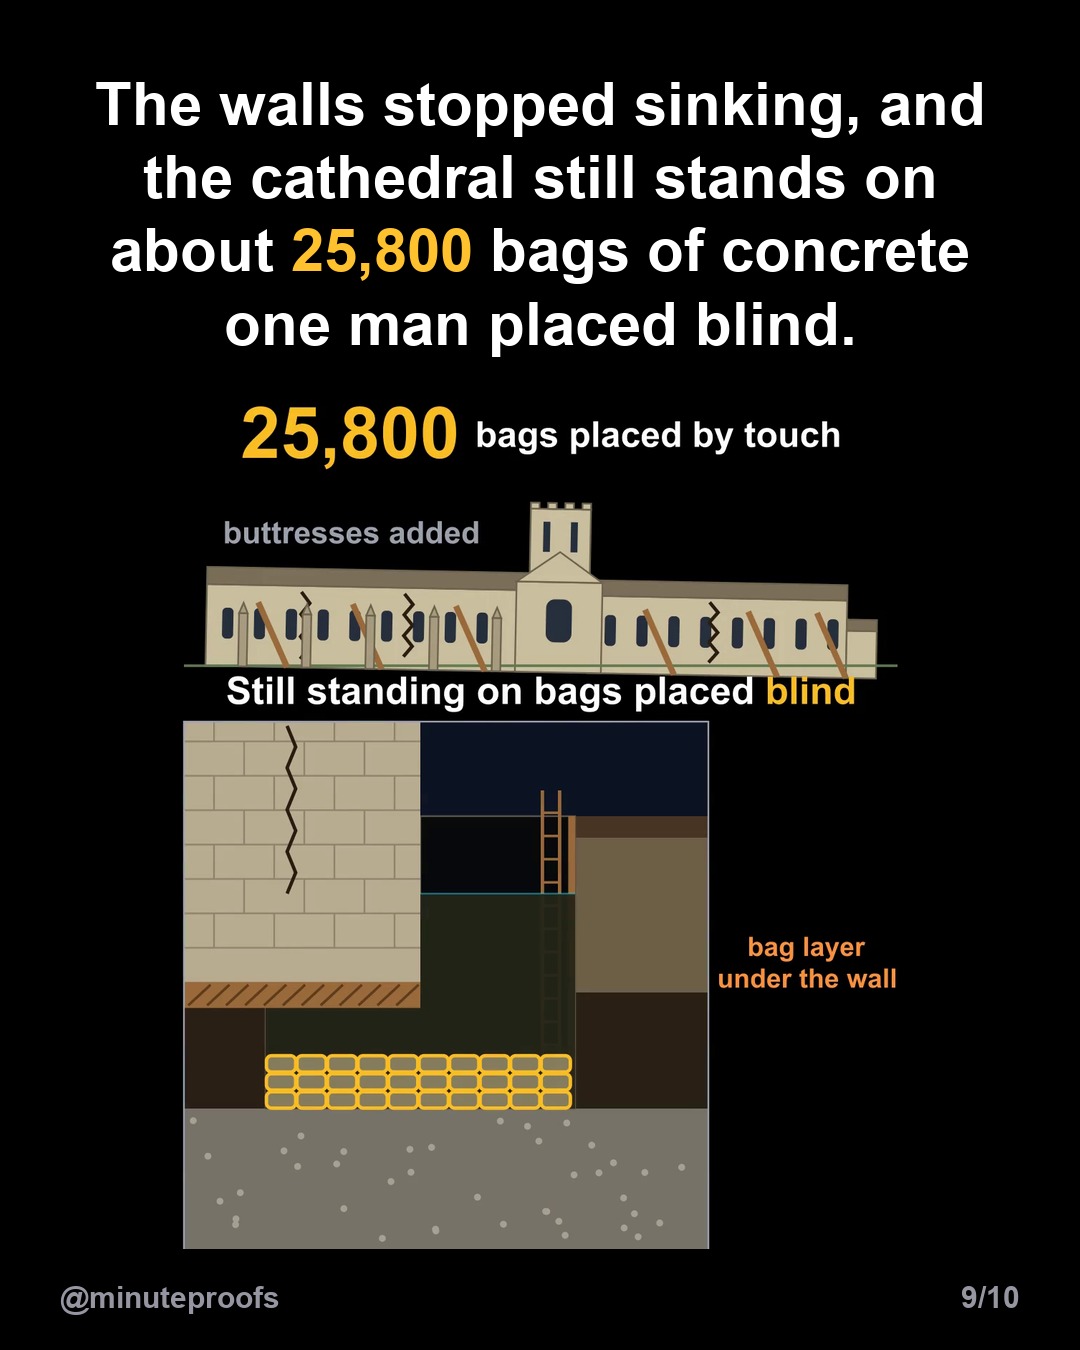 The walls stopped sinking, and
the cathedral still stands on
about 25,800 bags of concrete
one man placed blind.
25,800 bags placed by touch
buttresses added
Still standing on bags placed blind
bag layer
under the wall
@minuteproofs
9/10